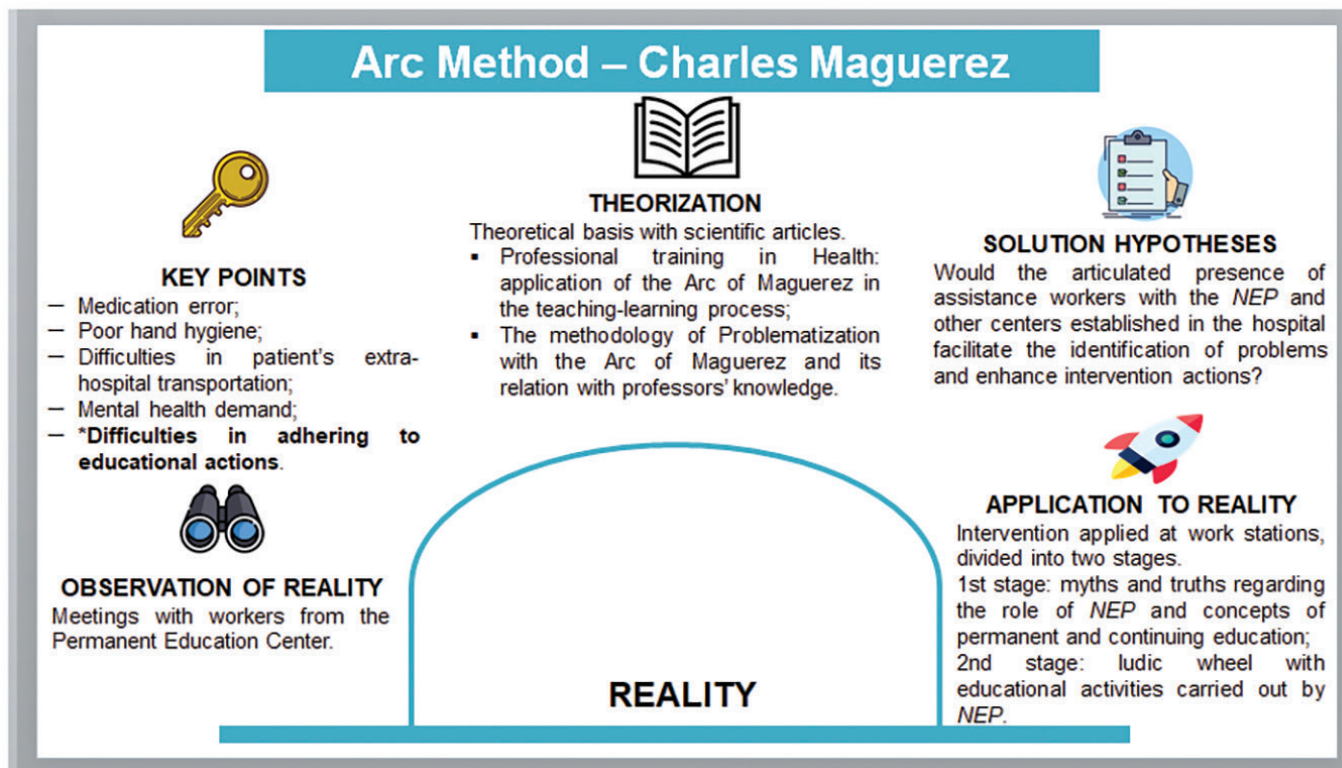 Arc Method – Charles Maguerez
KEY POINTS
– Medication error;
– Poor hand hygiene;
– Difficulties in patient's extra-
hospital transportation;
– Mental health demand;
– *Difficulties in adhering to
educational actions.
OBSERVATION OF REALITY
Meetings with workers from the
Permanent Education Center.
THEORIZATION
Theoretical basis with scientific articles.
▪ Professional training in Health:
application of the Arc of Maguerez in
the teaching-learning process;
▪ The methodology of Problematization
with the Arc of Maguerez and its
relation with professors' knowledge.
SOLUTION HYPOTHESES
Would the articulated presence of
assistance workers with the NEP and
other centers established in the hospital
facilitate the identification of problems
and enhance intervention actions?
APPLICATION TO REALITY
Intervention applied at work stations,
divided into two stages.
1st stage: myths and truths regarding
the role of NEP and concepts of
permanent and continuing education;
2nd stage: ludic wheel with
educational activities carried out by
NEP.
REALITY